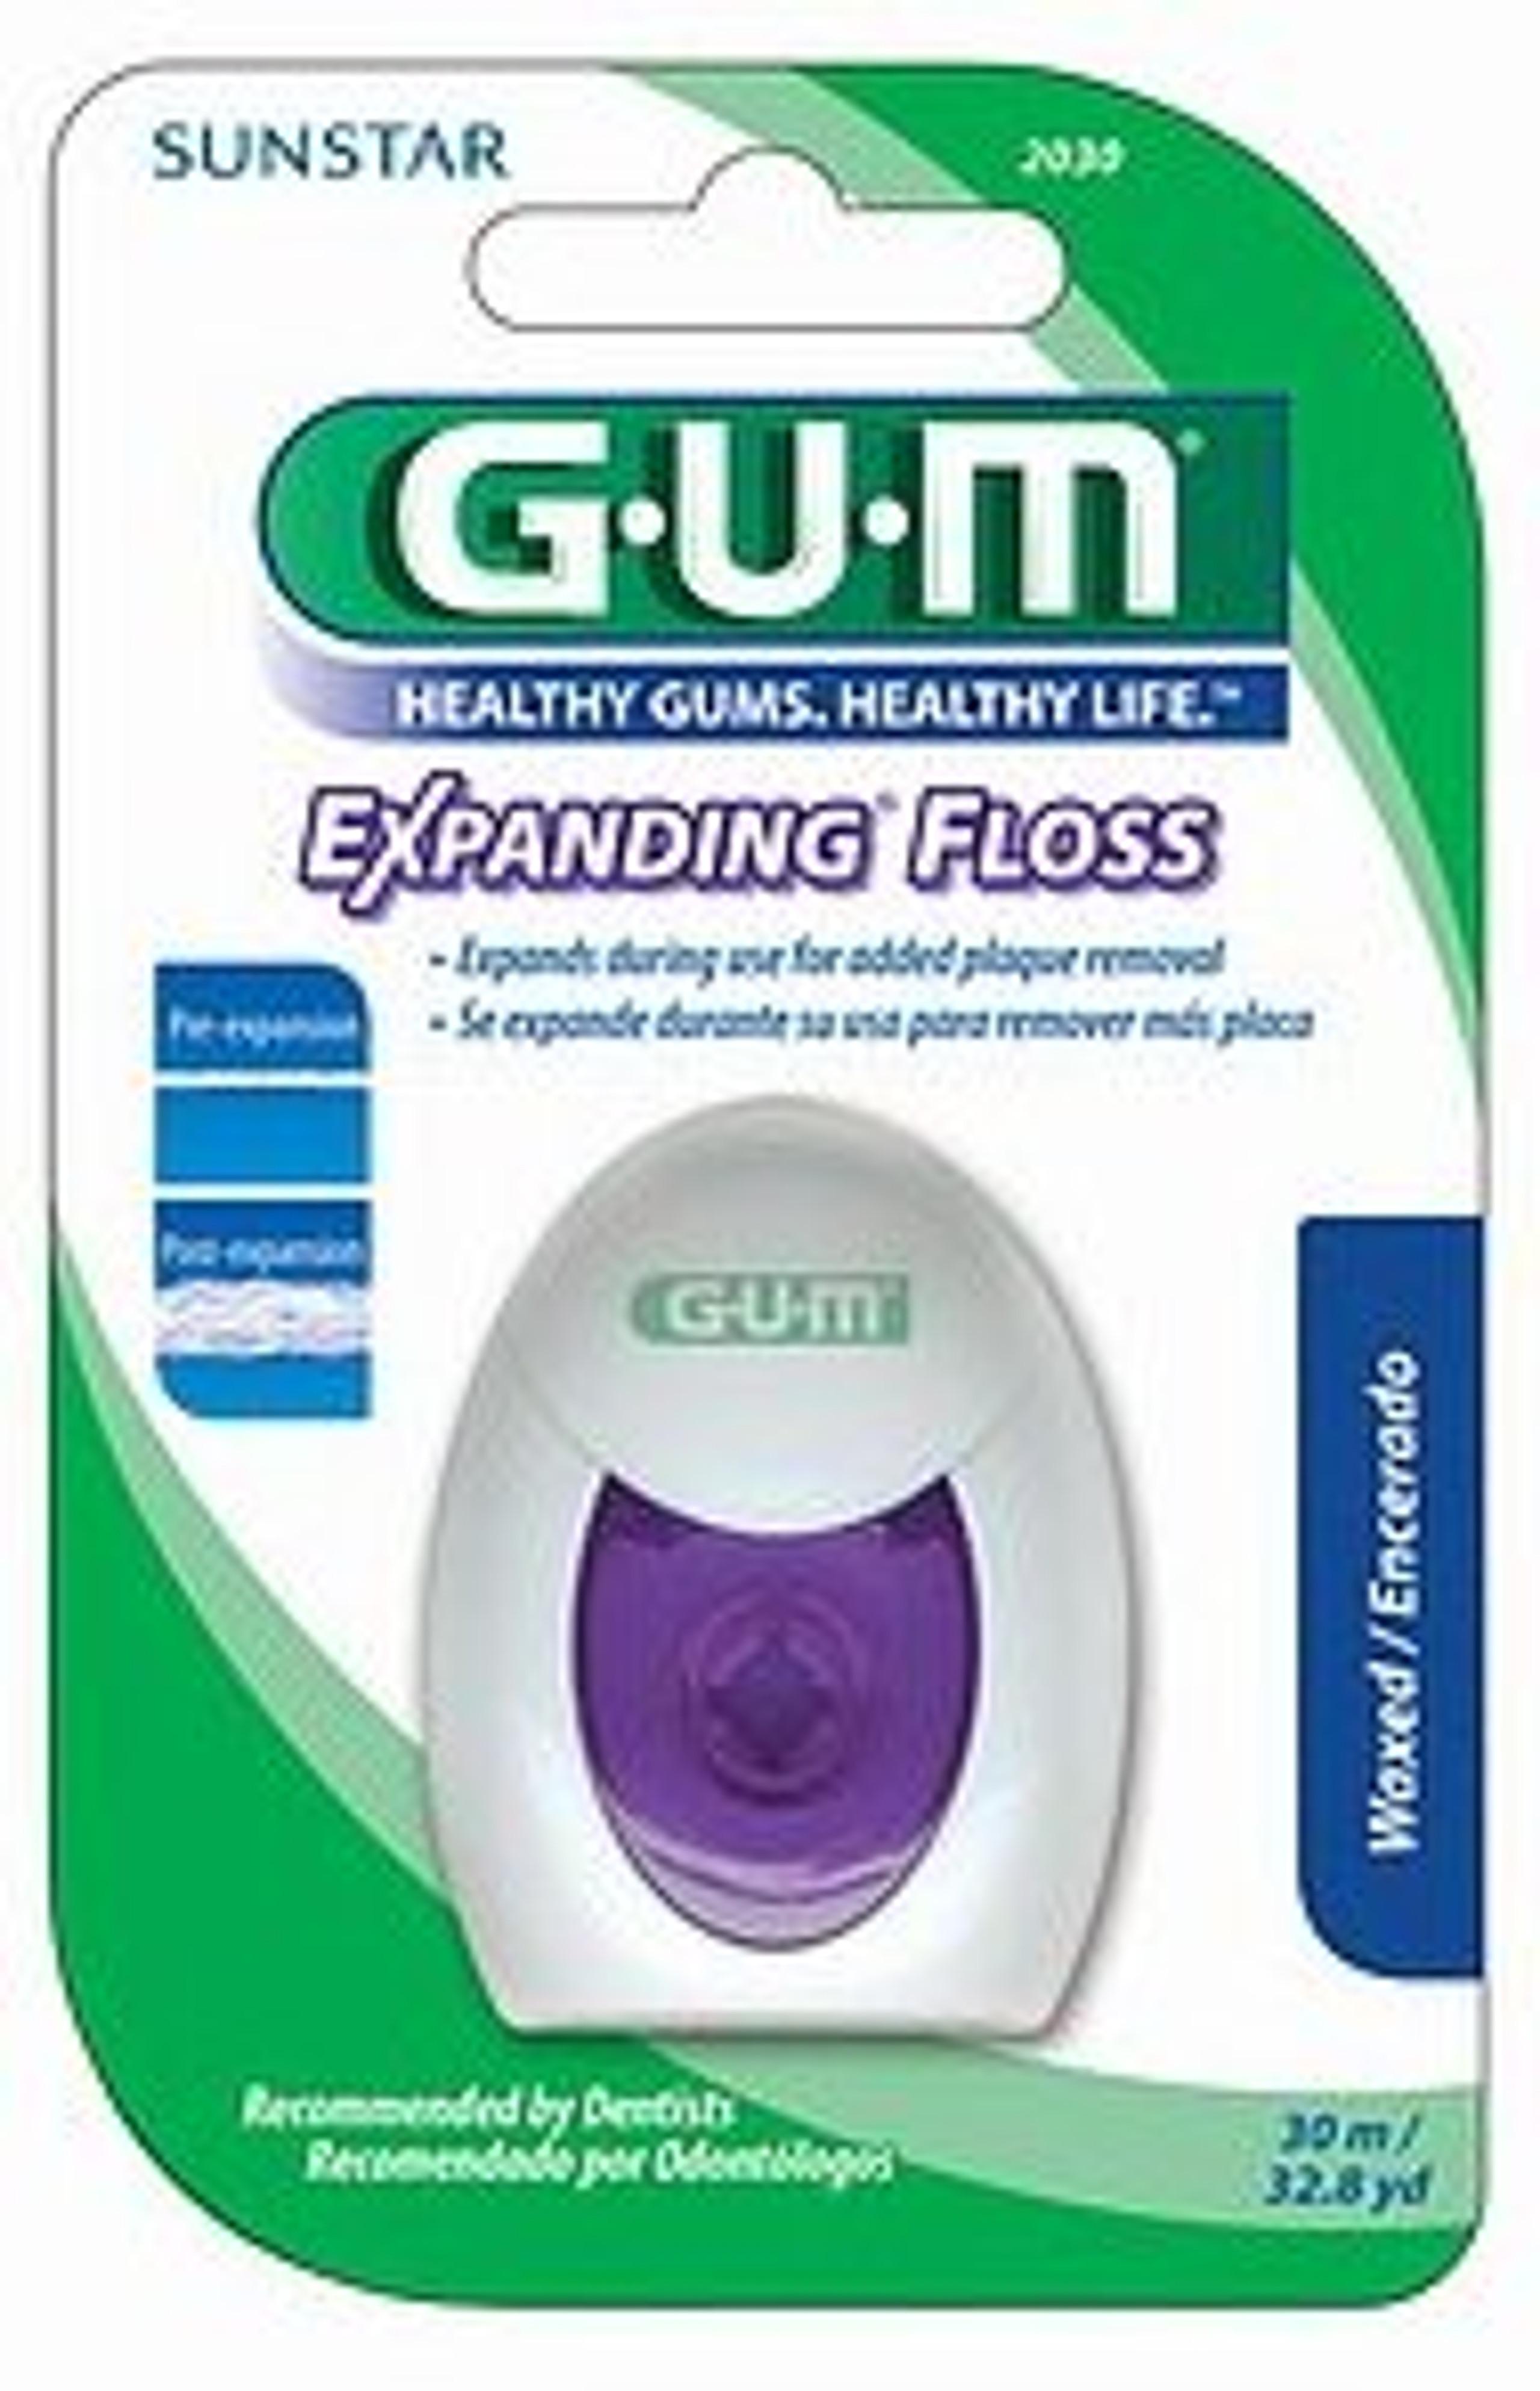 SUNSTAR
2030
G·U·M
HEALTHY GUMS. HEALTHY LIFE.™
EXPANDING® FLOSS
- Expands during use for added plaque removal
- Se expande durante su uso para remover más placa
Pre-expansion
Post-expansion
G·U·M
Waxed / Encerado
Recommended by Dentists
Recomendado por Odontólogos
30 m /
32.8 yd